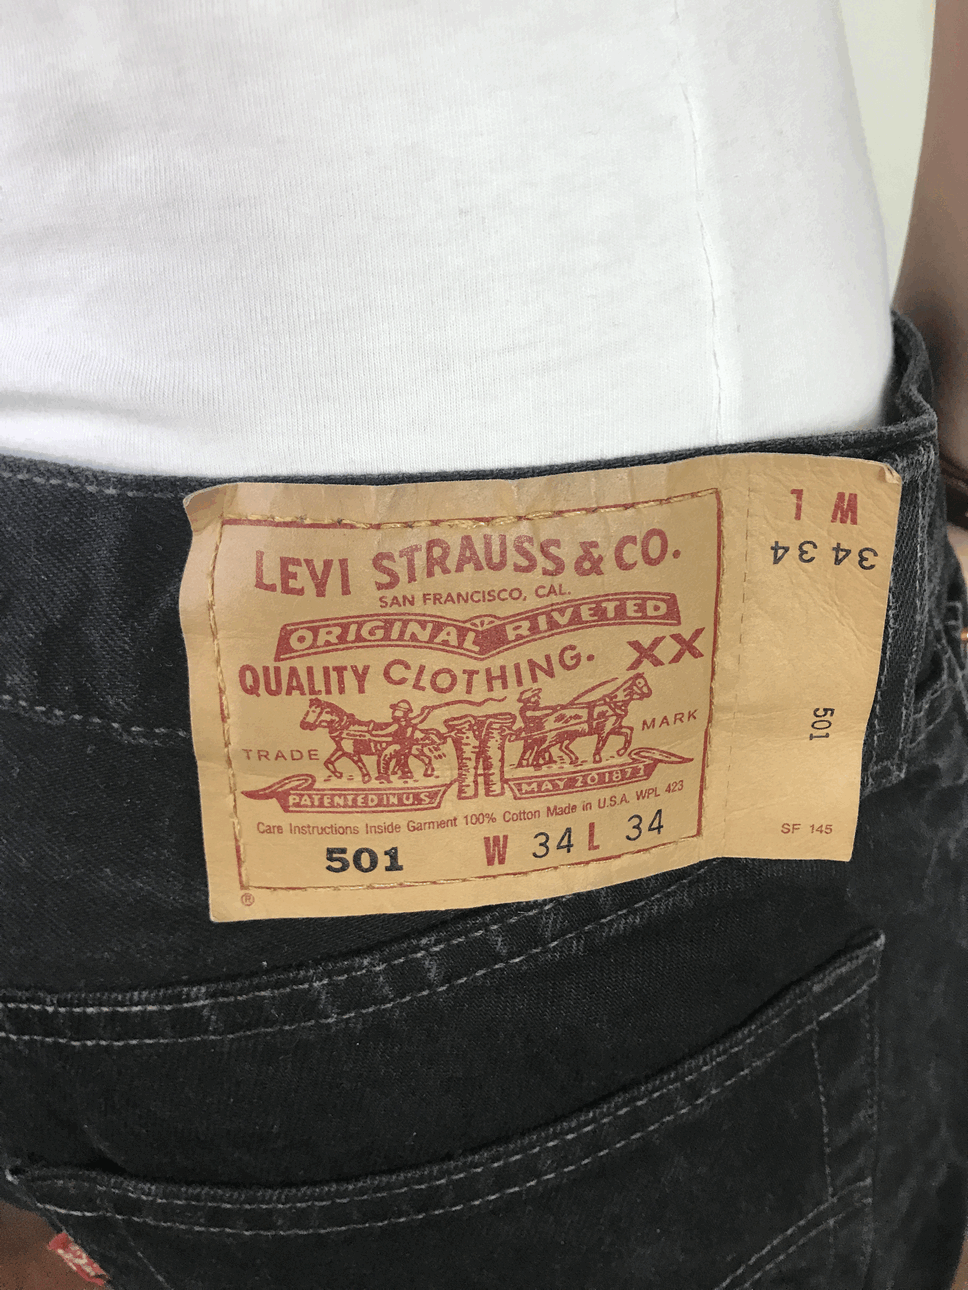 LEVI STRAUSS & CO.
SAN FRANCISCO, CAL.
ORIGINAL RIVETED
QUALITY CLOTHING. XX
TRADE MARK
PATENTED IN U.S. MAY 20 1873
Care Instructions Inside Garment 100% Cotton Made in U.S.A. WPL 423
501 W 34 L 34
®
W L
34 34
501
SF 145